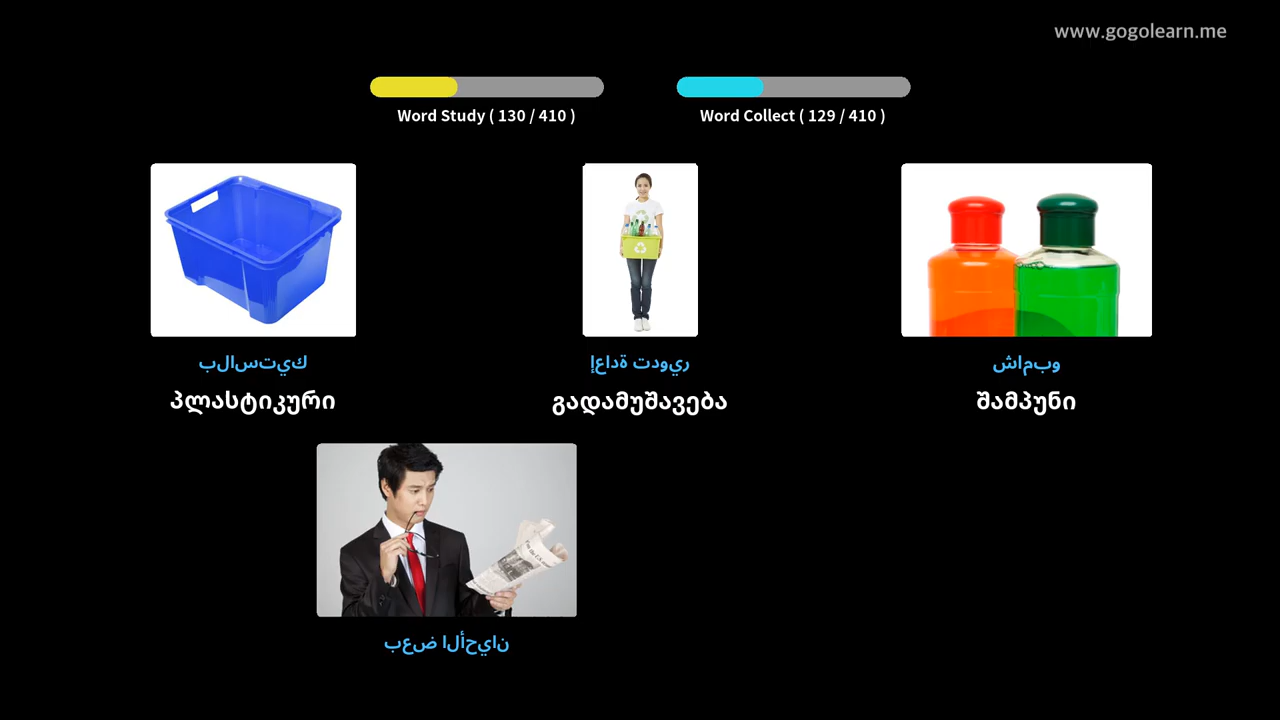 www.gogolearn.me
Word Study ( 130 / 410 )
Word Collect ( 129 / 410 )
بلاستيك
إعادة تدوير
شامبو
პლასტიკური
გადამუშავება
შამპუნი
بعض الأحيان